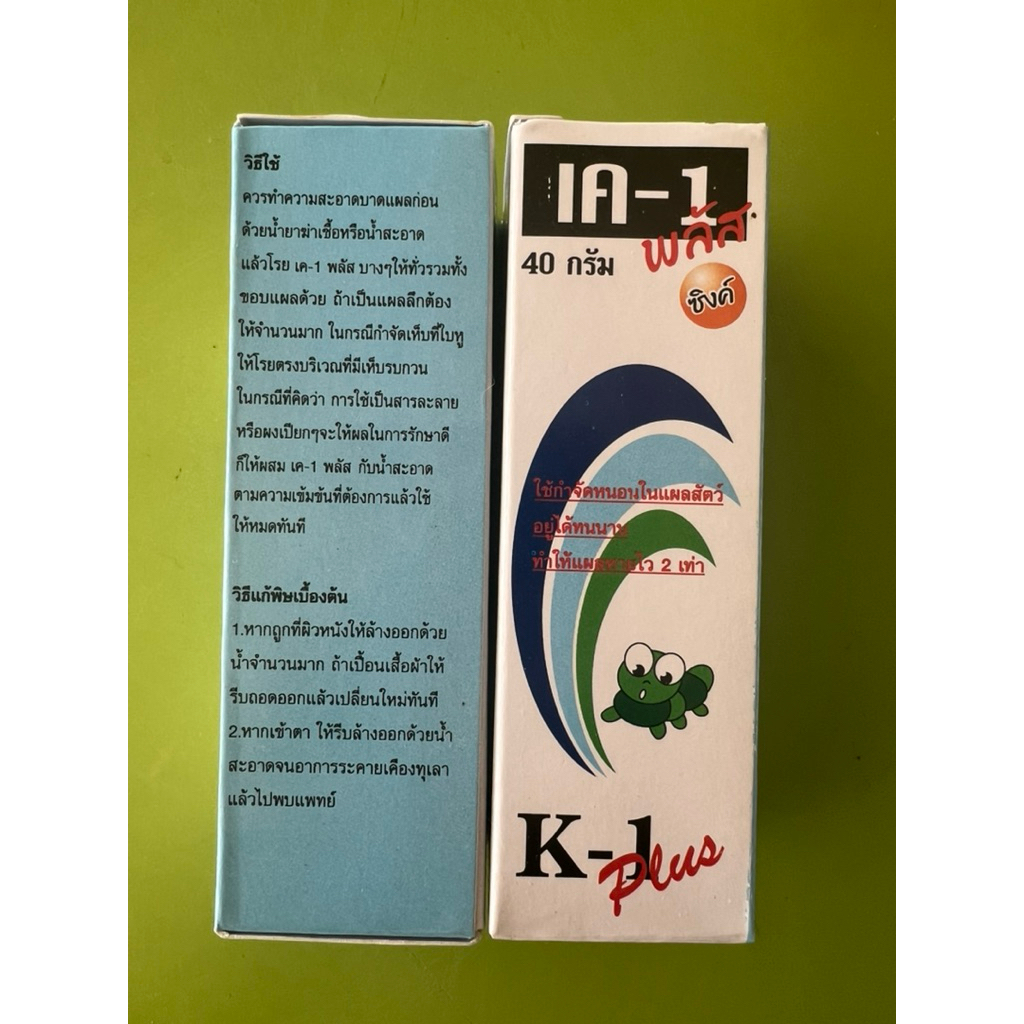 วิธีใช้
ควรทำความสะอาดบาดแผลก่อน
ด้วยน้ำยาฆ่าเชื้อหรือน้ำสะอาด
แล้วโรย เค-1 พลัส บางๆให้ทั่วรวมทั้ง
ขอบแผลด้วย ถ้าเป็นแผลลึกต้อง
ให้จำนวนมาก ในกรณีกำจัดเห็บที่ใบหู
ให้โรยตรงบริเวณที่มีเห็บรบกวน
ในกรณีที่คิดว่า การใช้เป็นสารละลาย
หรือผงเปียกๆจะให้ผลในการรักษาดี
ก็ให้ผสม เค-1 พลัส กับน้ำสะอาด
ตามความเข้มข้นที่ต้องการแล้วใช้
ให้หมดทันที
วิธีแก้พิษเบื้องต้น
1.หากถูกที่ผิวหนังให้ล้างออกด้วย
น้ำจำนวนมาก ถ้าเปื้อนเสื้อผ้าให้
รีบถอดออกแล้วเปลี่ยนใหม่ทันที
2.หากเข้าตา ให้รีบล้างออกด้วยน้ำ
สะอาดจนอาการระคายเคืองทุเลา
แล้วไปพบแพทย์
เค-1
พลัส
40 กรัม
ซิงค์
ใช้กำจัดหนอนในแผลสัตว์
อยู่ได้ทนนาน
ทำให้แผลหายไว 2 เท่า
K-1
Plus